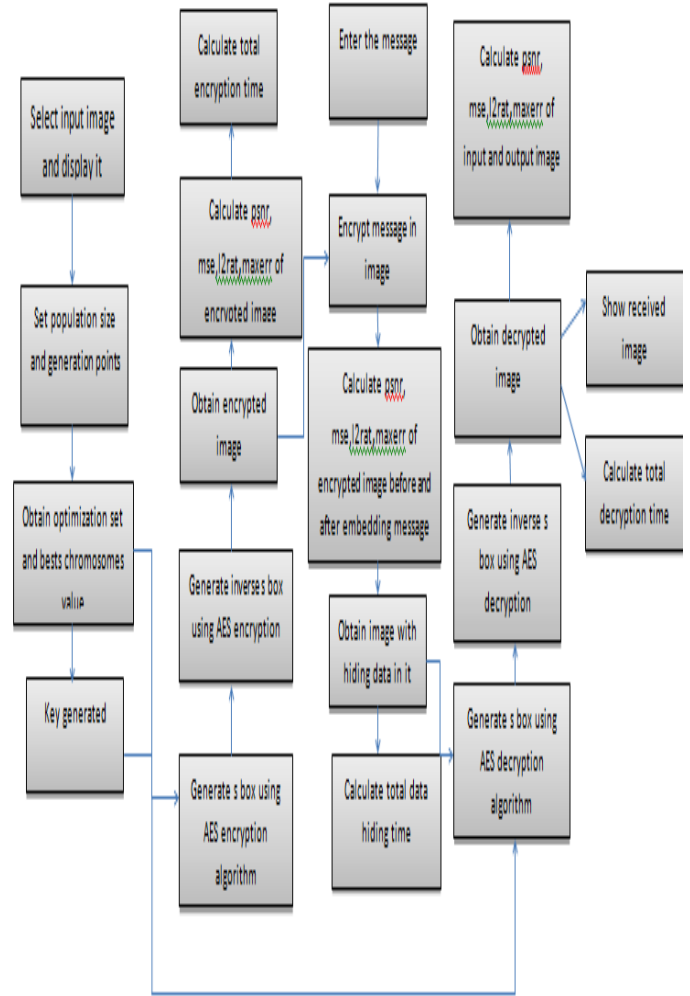 Select input image
and display it
Set population size
and generation points
Obtain optimization set
and bests chromosomes
value
Key generated
Calculate total
encryption time
Calculate psnr,
mse,l2rat,maxerr of
encrypted image
Obtain encrypted
image
Generate inverse s box
using AES encryption
Generate s box using
AES encryption
algorithm
Enter the message
Encrypt message in
image
Calculate psnr,
mse,l2rat,maxerr of
encrypted image before and
after embedding message
Obtain image with
hiding data in it
Calculate total data
hiding time
Calculate psnr,
mse,l2rat,maxerr of
input and output image
Obtain decrypted
image
Generate inverse s
box using AES
decryption
Generate s box using
AES decryption
algorithm
Show received
image
Calculate total
decryption time